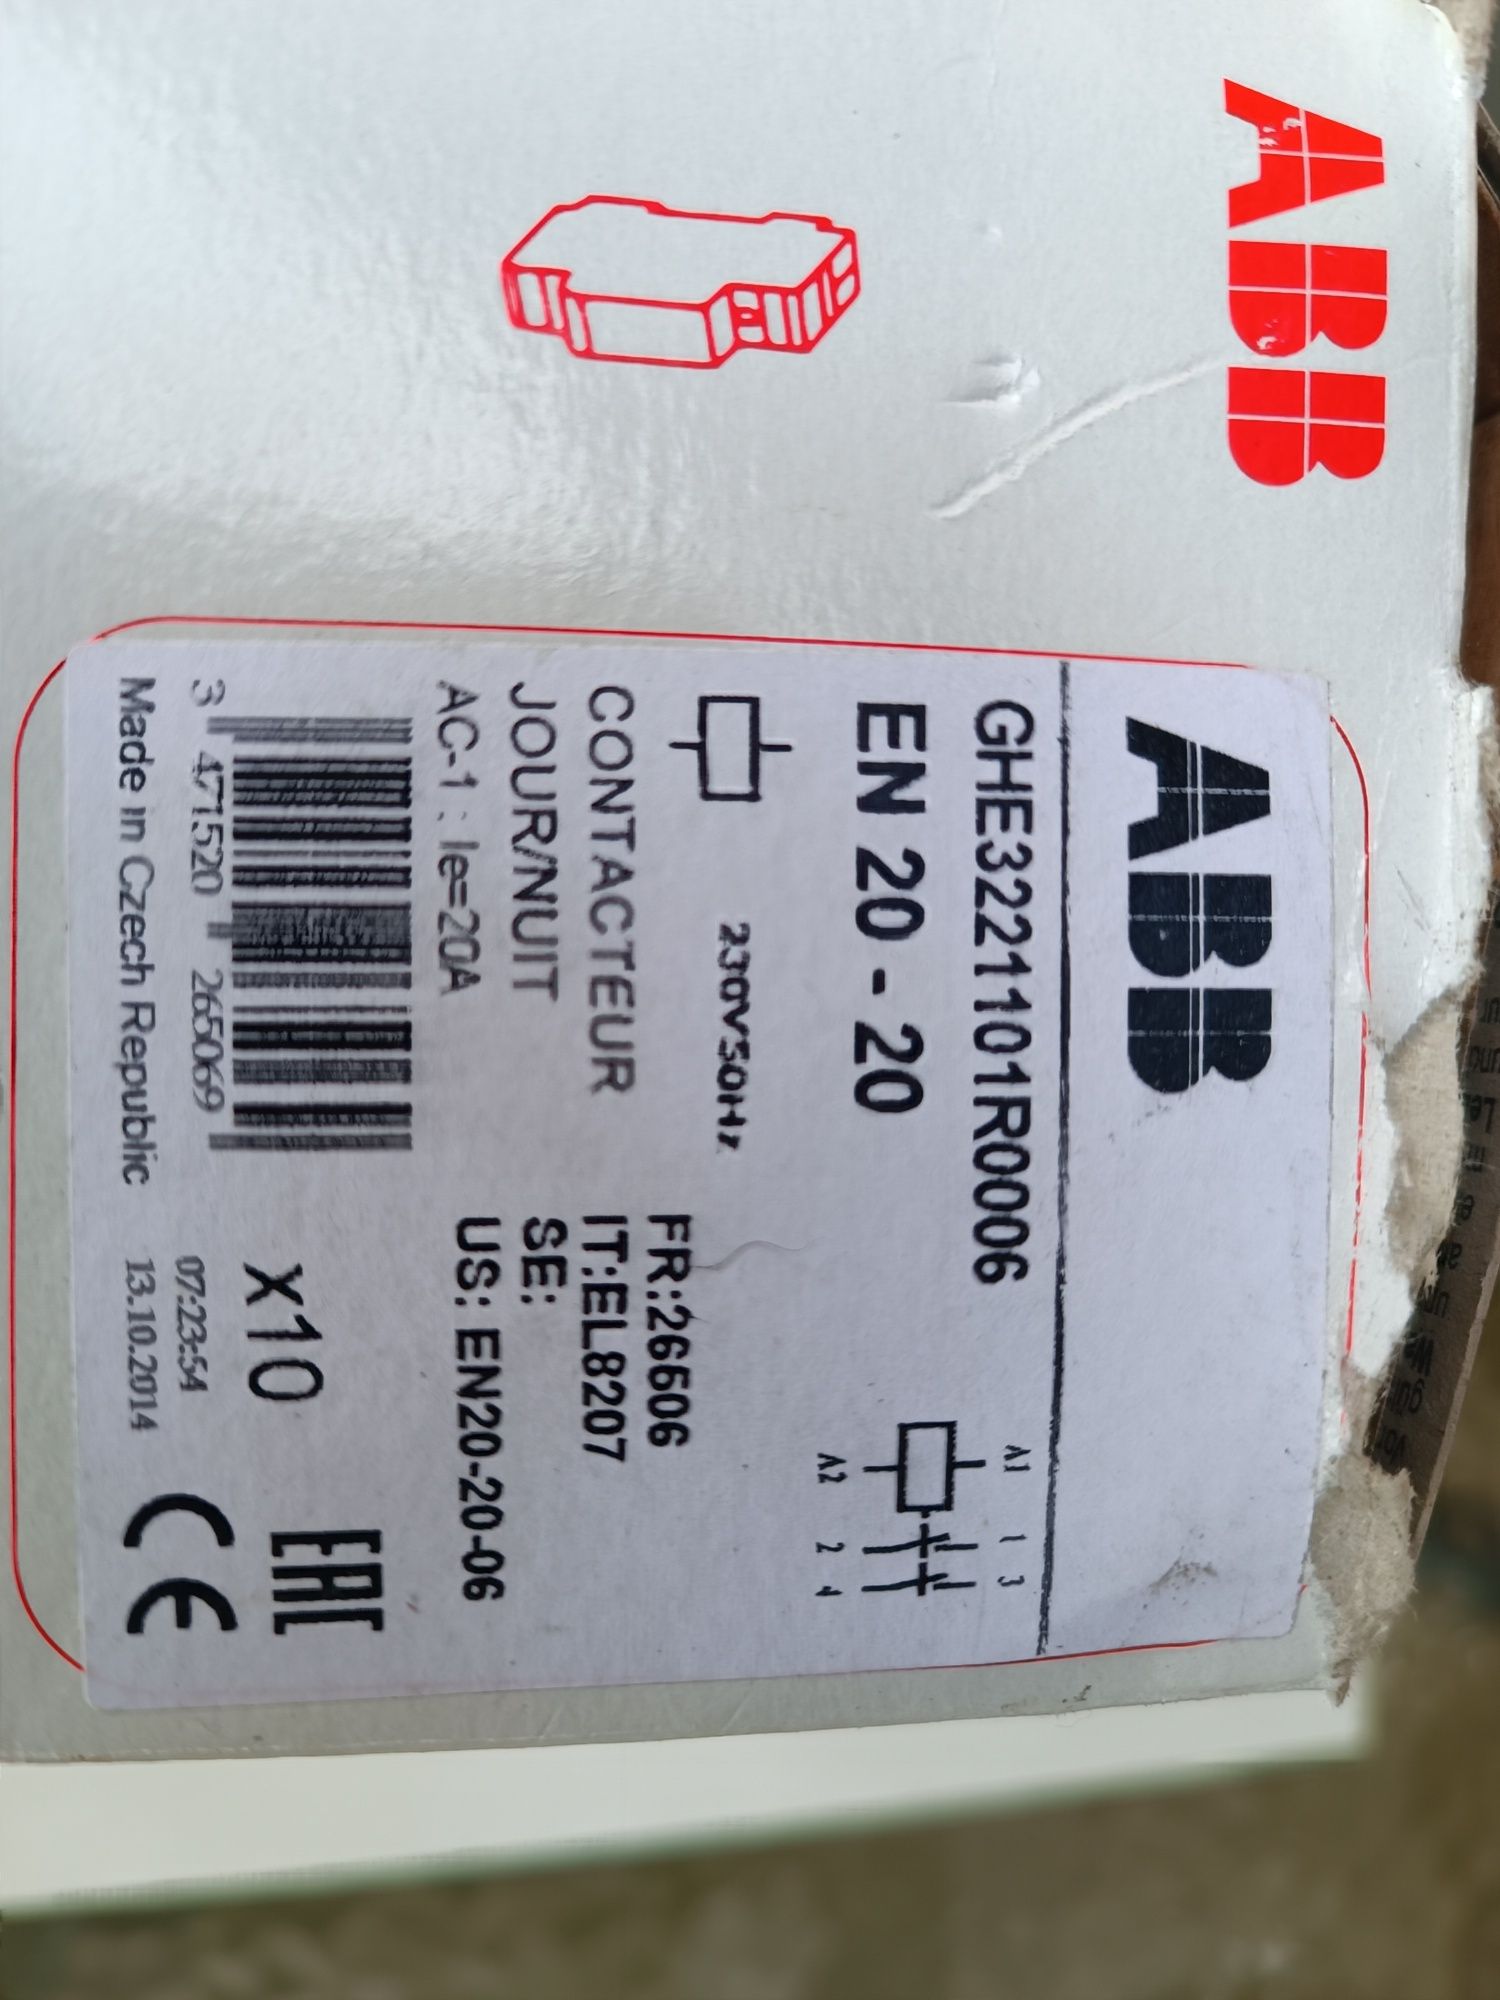 ABB
ABB
GHE3221101R0006
EN 20 - 20
A1 1 3
A2 2 4
230V50Hz
CONTACTEUR
JOUR/NUIT
AC-1 : Ie=20A
FR:26606
IT:EL8207
SE:
US: EN20-20-06
3 471520 265069
x10
EAC
07:23:54
Made in Czech Republic
13.10.2014
CE